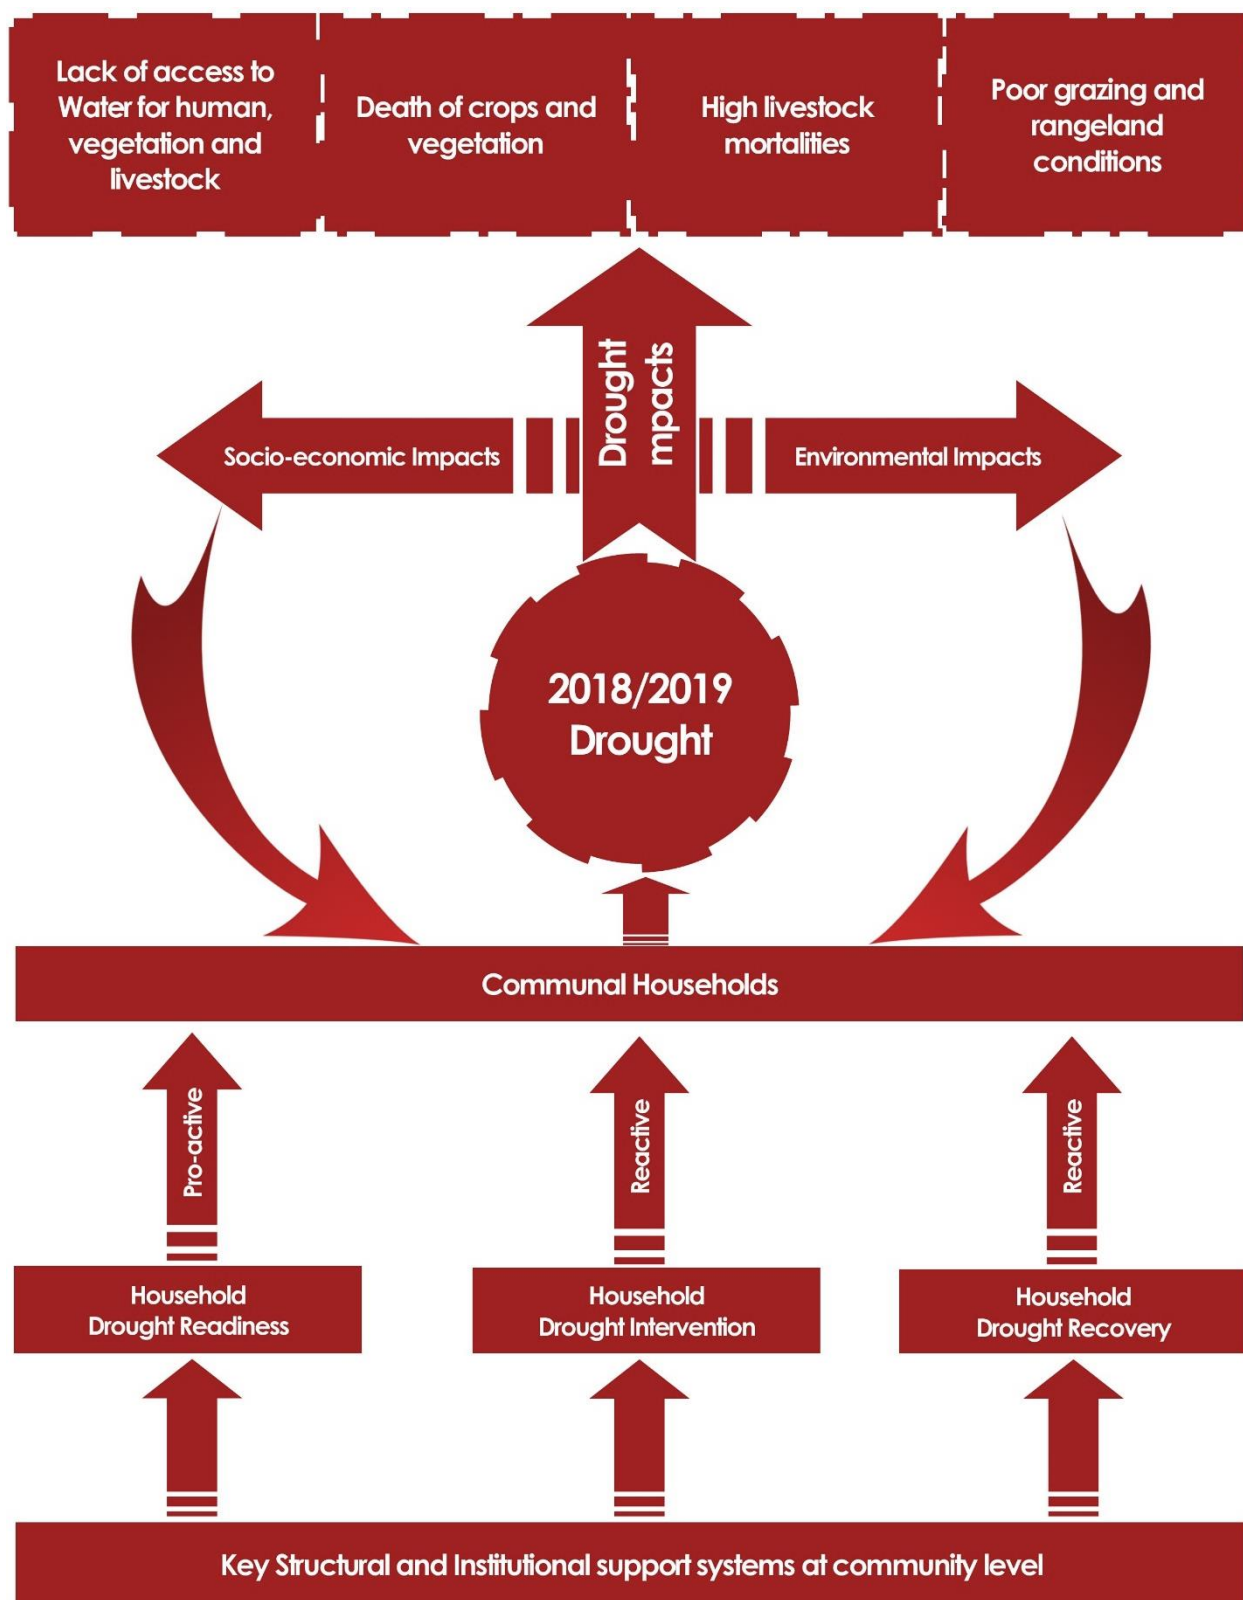 Lack of access to
Water for human,
vegetation and
livestock
Death of crops and
vegetation
High livestock
mortalities
Poor grazing and
rangeland
conditions
Drought
mpacts
Socio-economic Impacts
Environmental Impacts
2018/2019
Drought
Communal Households
Pro-active
Reactive
Reactive
Household
Drought Readiness
Household
Drought Intervention
Household
Drought Recovery
Key Structural and Institutional support systems at community level